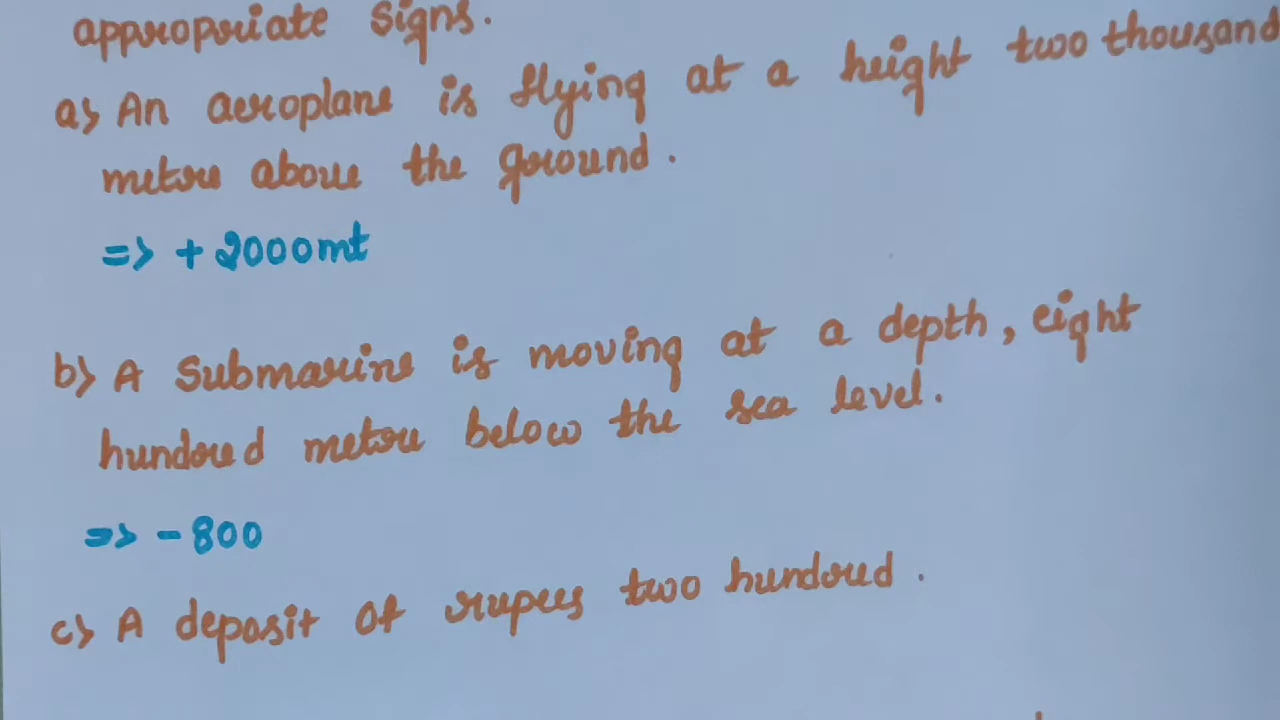 appropriate signs.
a) An aeroplane is flying at a height two thousand
metre above the ground.
=> + 2000mt
b) A Submarine is moving at a depth, eight
hundred metre below the sea level.
=> - 800
c) A deposit of rupees two hundred.